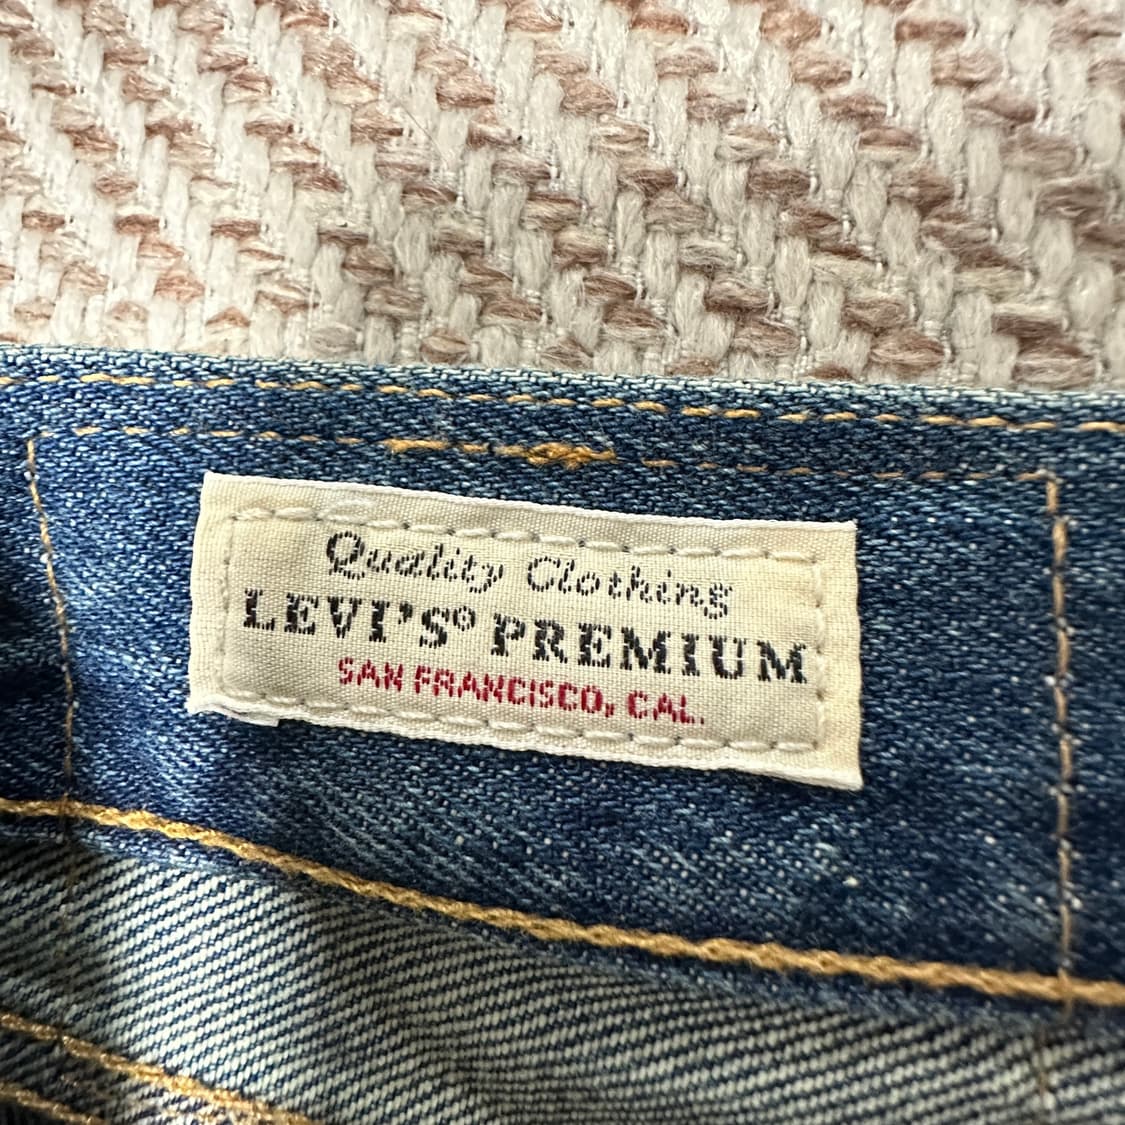 Quality Clothing
LEVI'S® PREMIUM
SAN FRANCISCO, CAL.